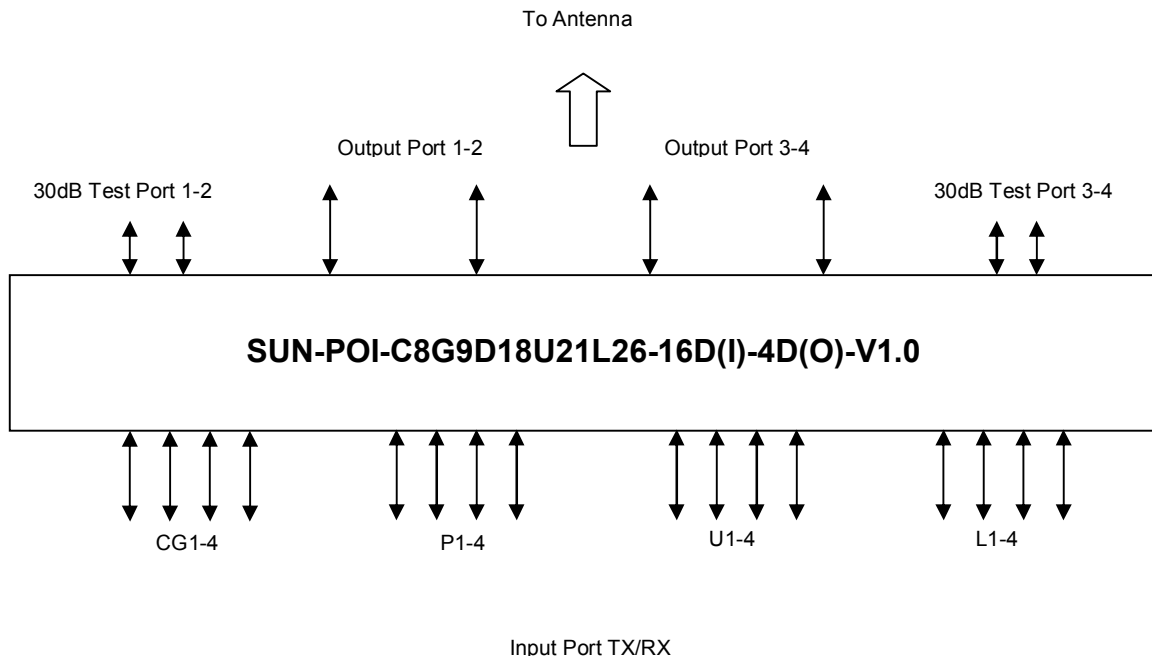 To Antenna
Output Port 1-2
Output Port 3-4
30dB Test Port 1-2
30dB Test Port 3-4
SUN-POI-C8G9D18U21L26-16D(I)-4D(O)-V1.0
CG1-4
P1-4
U1-4
L1-4
Input Port TX/RX